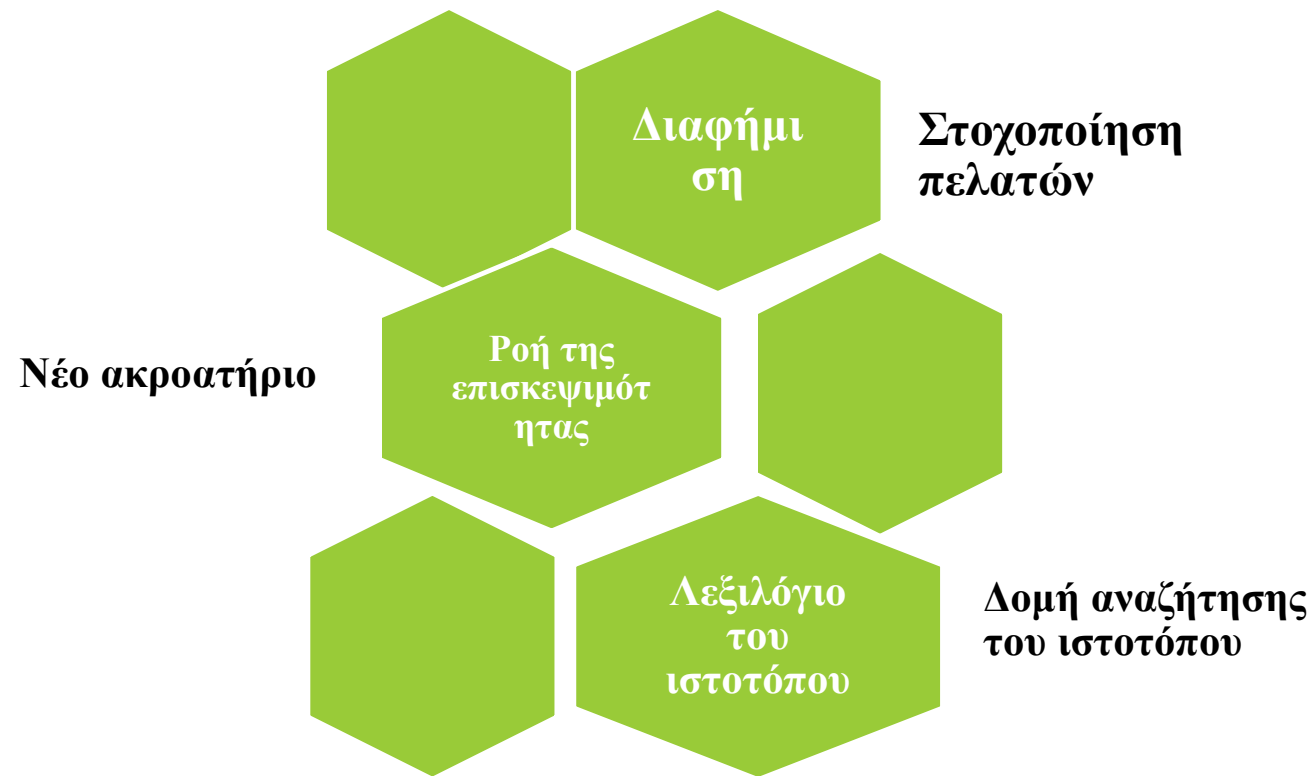 Διαφήμι
ση
Στοχοποίηση
πελατών
Νέο ακροατήριο
Ροή της
επισκεψιμότ
ητας
Λεξιλόγιο
του
ιστοτόπου
Δομή αναζήτησης
του ιστοτόπου